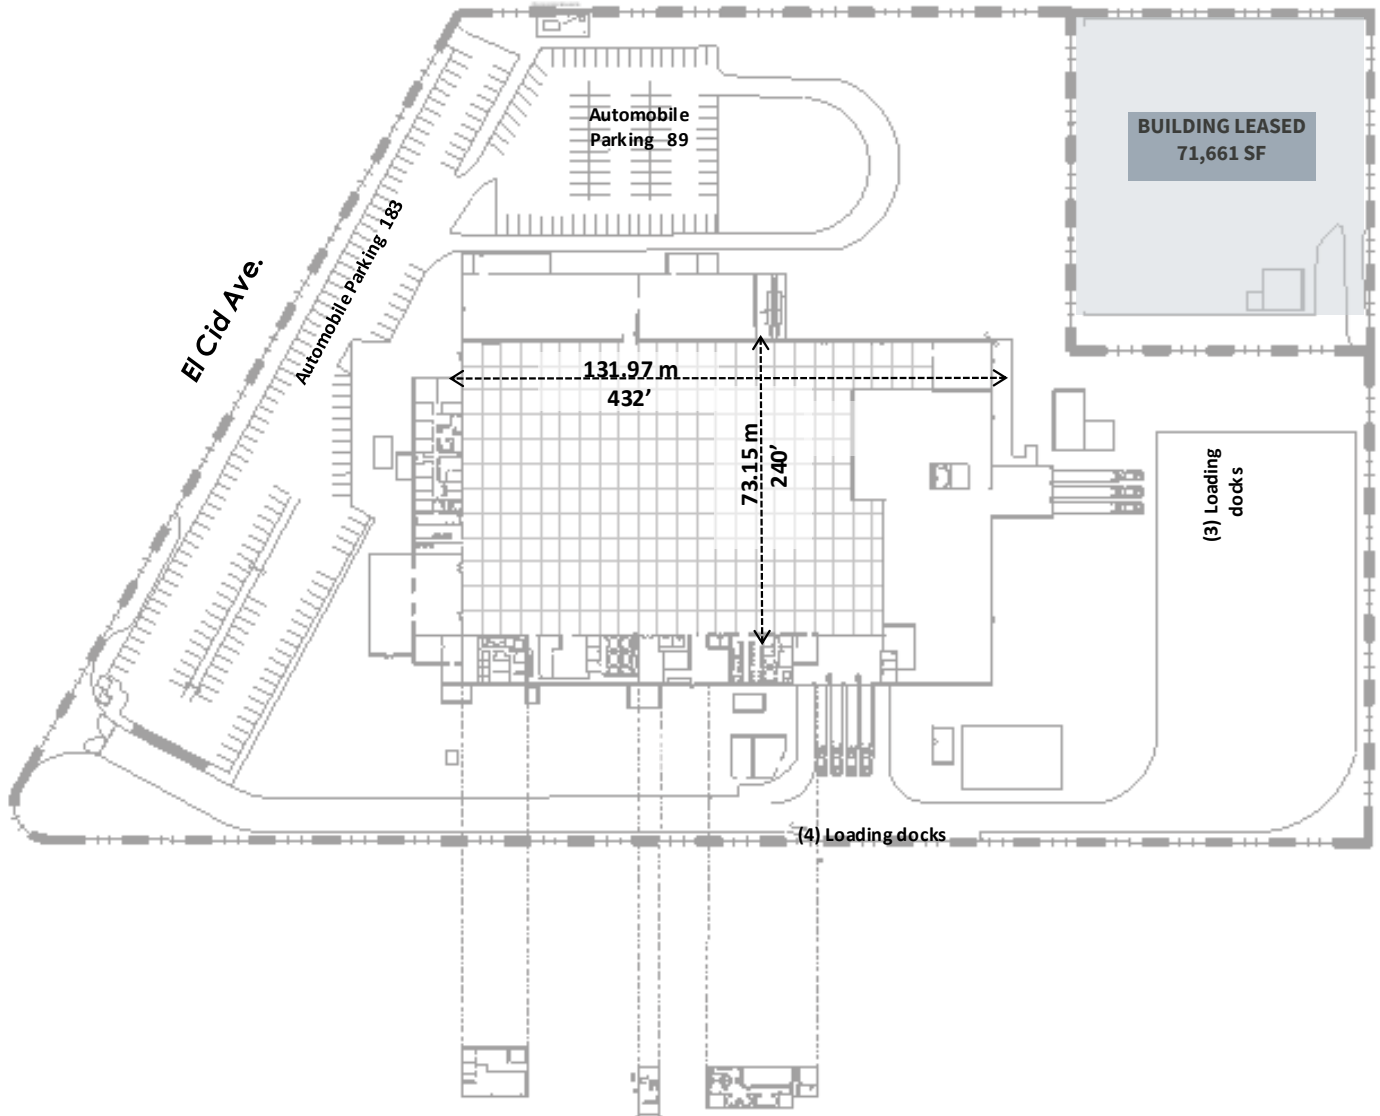 Automobile
Parking 89
BUILDING LEASED
71,661 SF
Automobile Parking 183
El Cid Ave.
131.97 m
432’
73.15 m
240’
(3) Loading
docks
(4) Loading docks